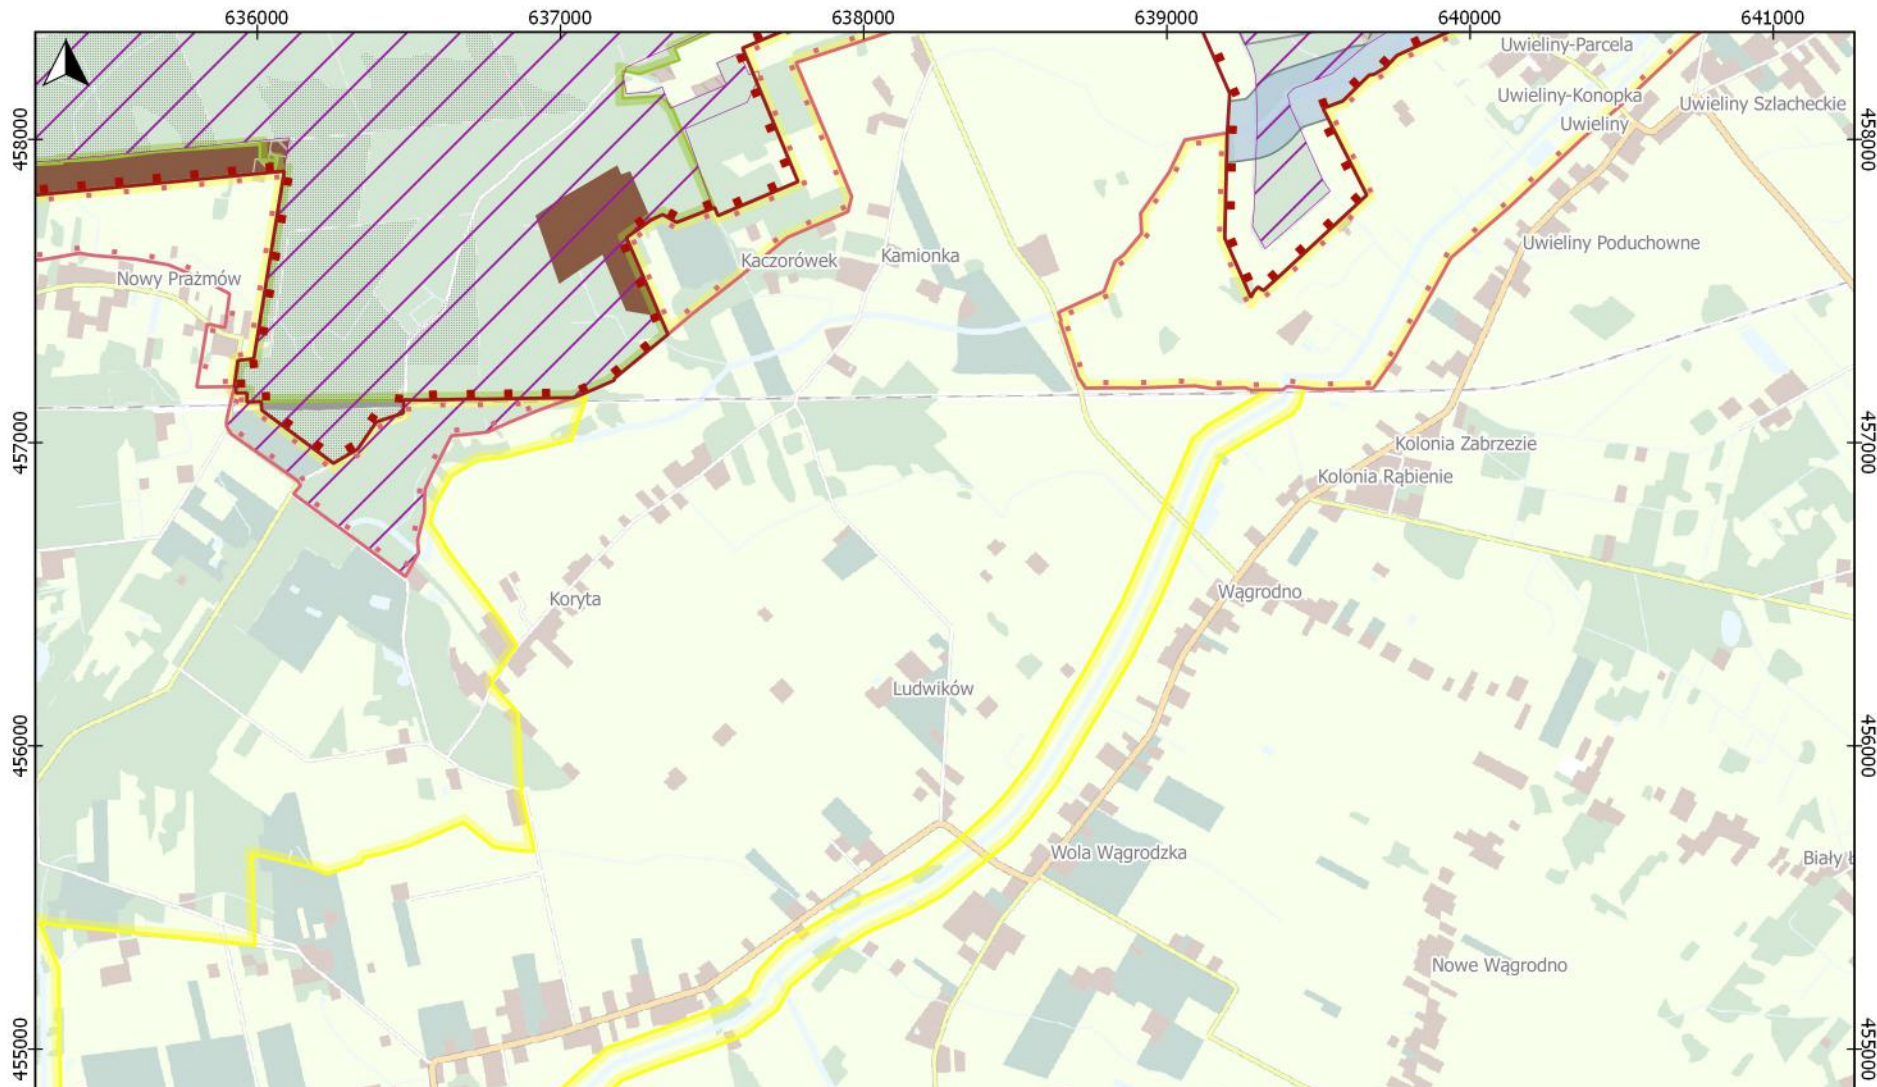 636000 637000 638000 639000 640000 641000
Uwieliny-Parcela
Uwieliny-Konopka
Uwieliny Szlacheckie
Uwieliny
458000 458000
Uwieliny Poduchowne
Kamionka
Kaczorówek
Nowy Prażmów
457000 457000
Kolonia Zabrzezie
Kolonia Rąbienie
Wągrodno
Koryta
Ludwików
456000 456000
Wola Wągrodzka
Biały Ł
Nowe Wągrodno
455000 455000